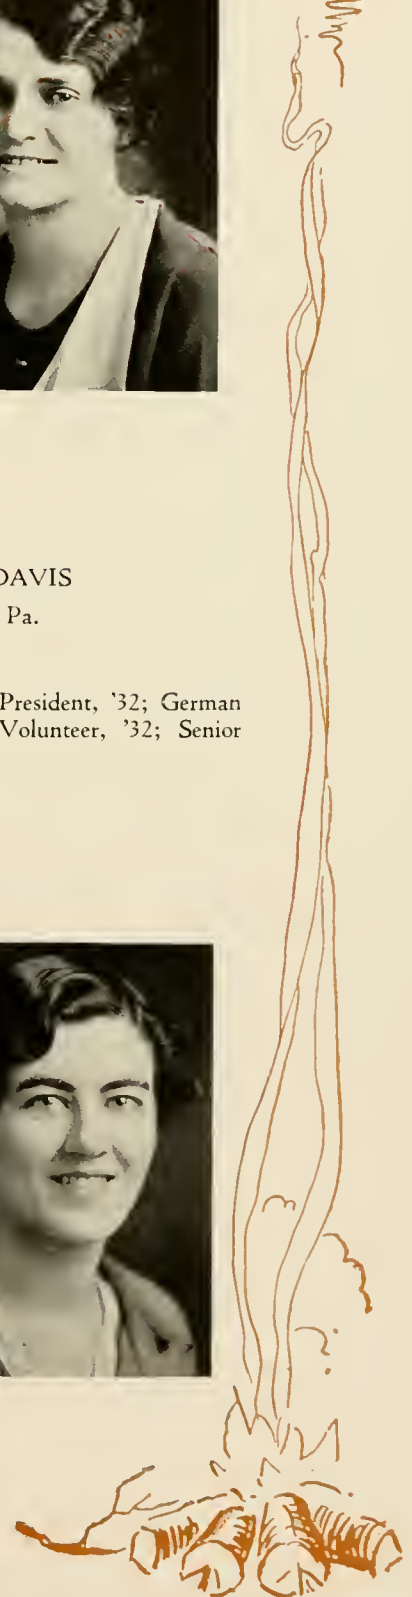 DAVIS
Pa.
President, '32; German
Volunteer, '32; Senior